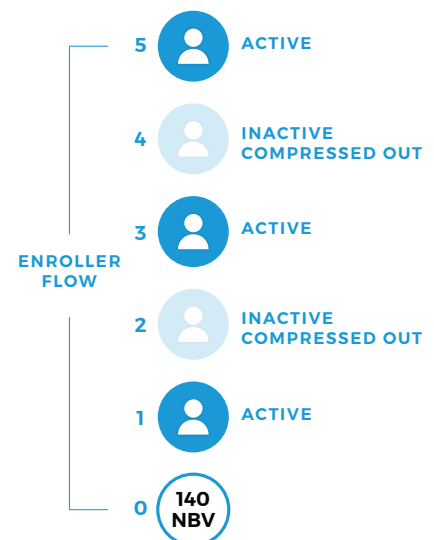 5 ACTIVE
4 INACTIVE
COMPRESSED OUT
3 ACTIVE
ENROLLER
FLOW
2 INACTIVE
COMPRESSED OUT
1 ACTIVE
0 140
NBV